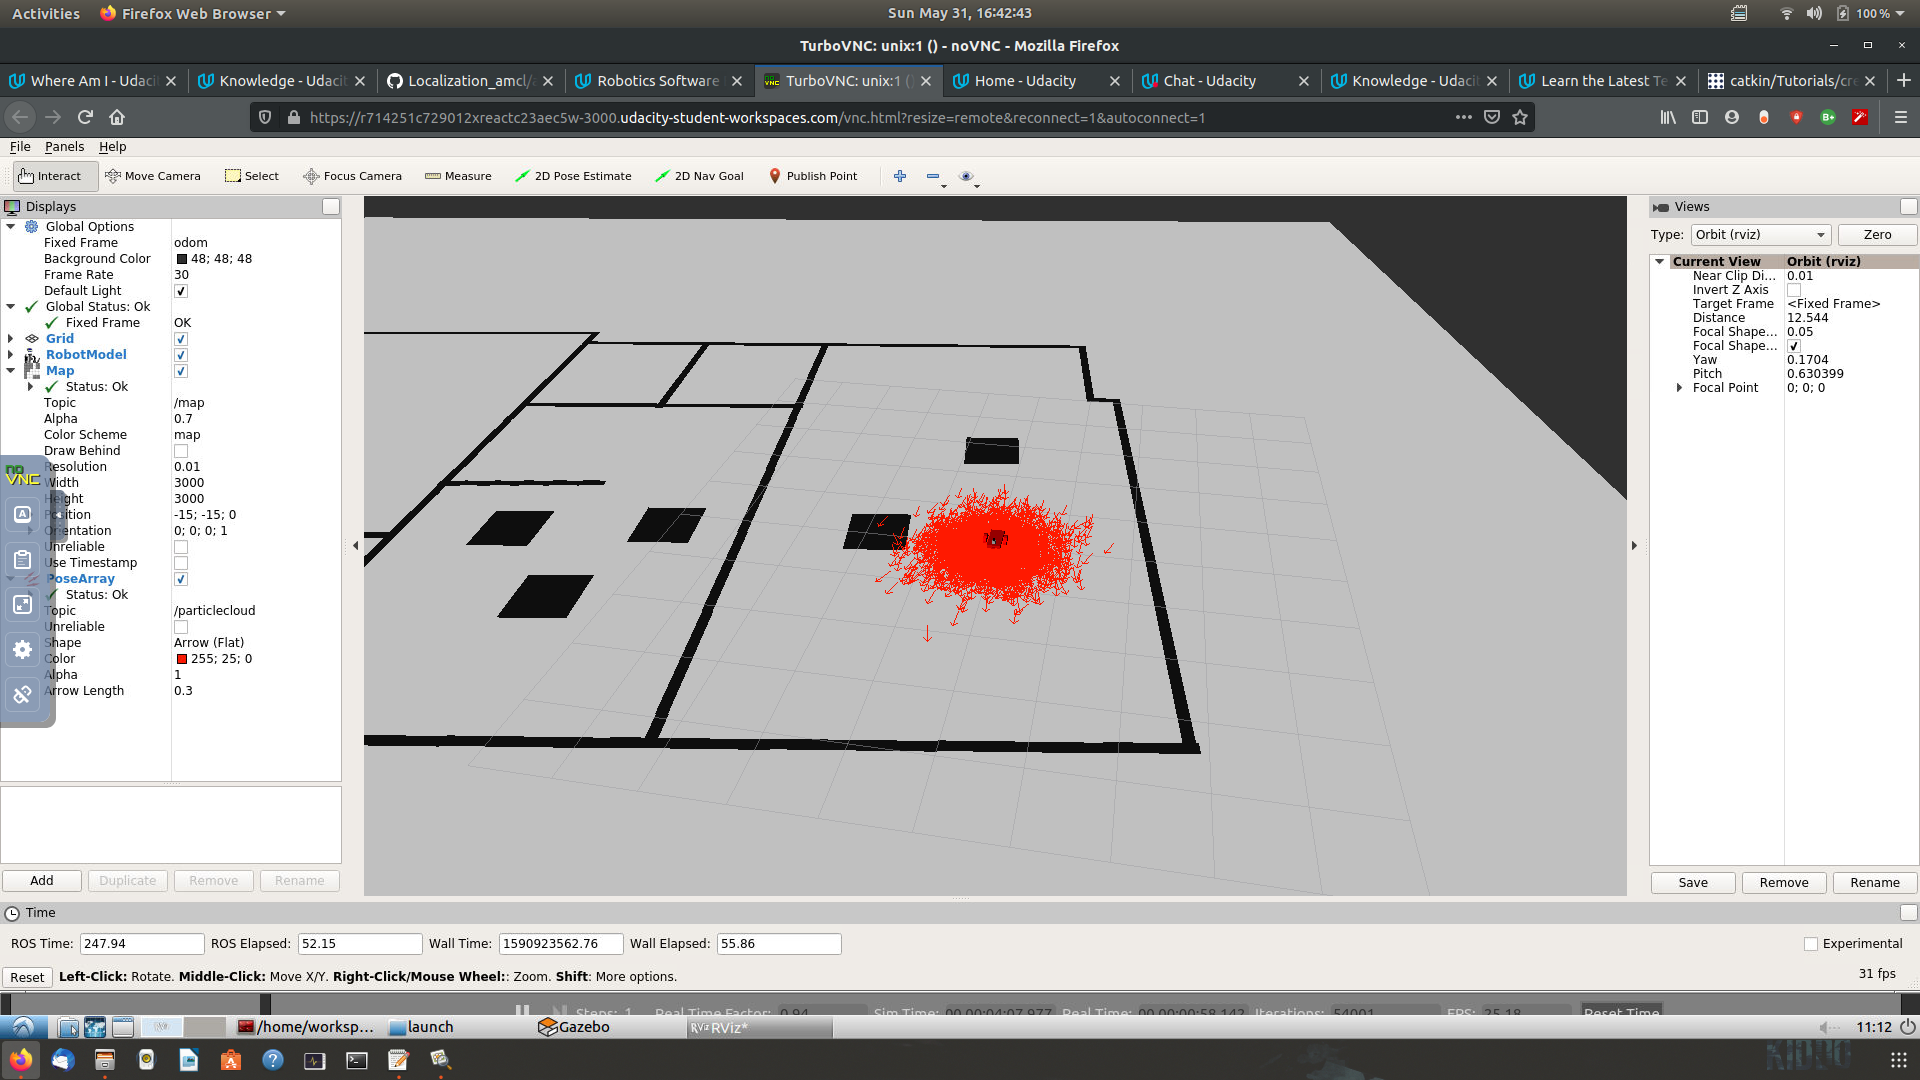 Activities Firefox Web Browser Sun May 31, 16:42:43 100 %
TurboVNC: unix:1 () - noVNC - Mozilla Firefox
Where Am I - Udaci Knowledge - Udaci Localization_amcl/ Robotics Software TurboVNC: unix:1 () Home - Udacity Chat - Udacity Knowledge - Udaci Learn the Latest Te catkin/Tutorials/cre
https://r714251c729012xreactc23aec5w-3000.udacity-student-workspaces.com/vnc.html?resize=remote&reconnect=1&autoconnect=1
File Panels Help
Interact Move Camera Select Focus Camera Measure 2D Pose Estimate 2D Nav Goal Publish Point
Displays
Global Options
Fixed Frame odom
Background Color 48; 48; 48
Frame Rate 30
Default Light
Global Status: Ok
Fixed Frame OK
Grid
RobotModel
Map
Status: Ok
Topic /map
Alpha 0.7
Color Scheme map
Draw Behind
Resolution 0.01
Width 3000
Height 3000
Position -15; -15; 0
Orientation 0; 0; 0; 1
Unreliable
Use Timestamp
PoseArray
Status: Ok
Topic /particlecloud
Unreliable
Shape Arrow (Flat)
Color 255; 25; 0
Alpha 1
Arrow Length 0.3
no
VNC
A
Add Duplicate Remove Rename
Views
Type: Orbit (rviz) Zero
Current View Orbit (rviz)
Near Clip Di... 0.01
Invert Z Axis
Target Frame <Fixed Frame>
Distance 12.544
Focal Shape... 0.05
Focal Shape...
Yaw 0.1704
Pitch 0.630399
Focal Point 0; 0; 0
Save Remove Rename
Time
ROS Time: 247.94 ROS Elapsed: 52.15 Wall Time: 1590923562.76 Wall Elapsed: 55.86 Experimental
Reset Left-Click: Rotate. Middle-Click: Move X/Y. Right-Click/Mouse Wheel:: Zoom. Shift: More options. 31 fps
Steps: 1 Real Time Factor: 0.94 Sim Time: 00 00:04:07.977 Real Time: 00 00:00:58.142 Iterations: 54001 FPS: 25.18 Reset Time
/home/worksp... launch Gazebo RViz RViz* 11:12